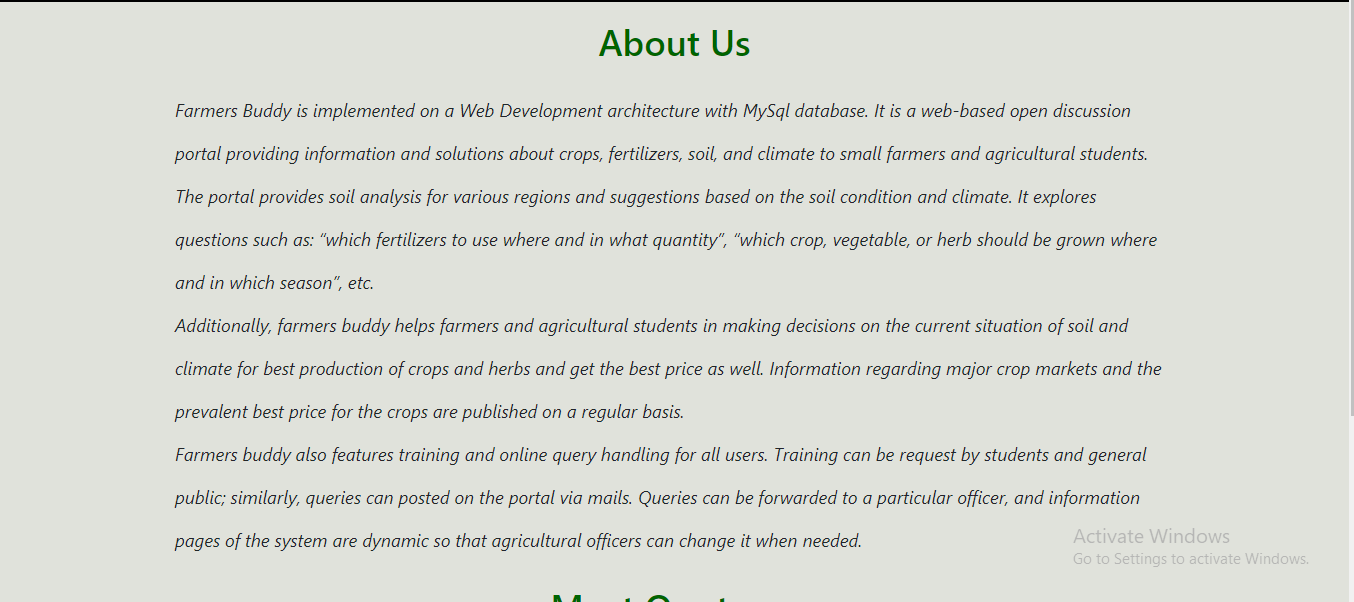 About Us
Farmers Buddy is implemented on a Web Development architecture with MySql database. It is a web-based open discussion
portal providing information and solutions about crops, fertilizers, soil, and climate to small farmers and agricultural students.
The portal provides soil analysis for various regions and suggestions based on the soil condition and climate. It explores
questions such as: “which fertilizers to use where and in what quantity”, “which crop, vegetable, or herb should be grown where
and in which season”, etc.
Additionally, farmers buddy helps farmers and agricultural students in making decisions on the current situation of soil and
climate for best production of crops and herbs and get the best price as well. Information regarding major crop markets and the
prevalent best price for the crops are published on a regular basis.
Farmers buddy also features training and online query handling for all users. Training can be request by students and general
public; similarly, queries can posted on the portal via mails. Queries can be forwarded to a particular officer, and information
pages of the system are dynamic so that agricultural officers can change it when needed.
Activate Windows
Go to Settings to activate Windows.